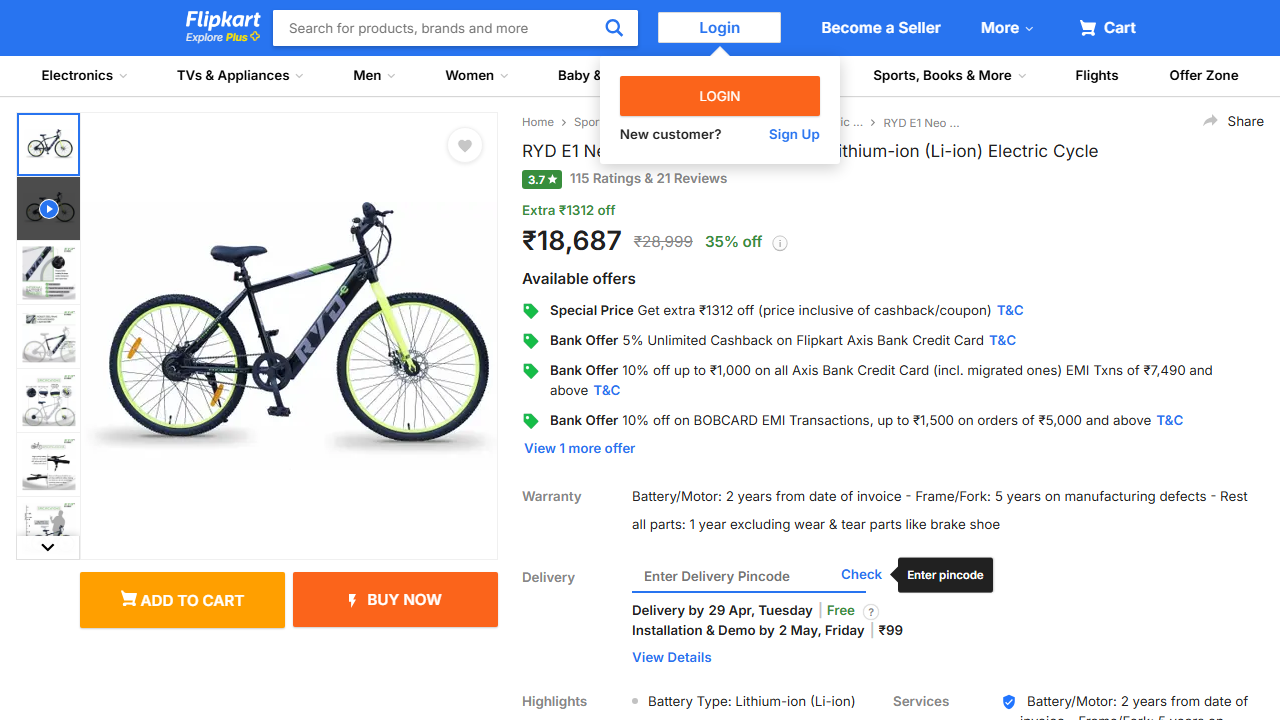 Flipkart
Explore Plus
Search for products, brands and more
Login
Become a Seller
More
Cart
Electronics
TVs & Appliances
Men
Women
Baby &
Sports, Books & More
Flights
Offer Zone
LOGIN
New customer? Sign Up
Home
RYD E1 Neo ...
Share
Lithium-ion (Li-ion) Electric Cycle
3.7
115 Ratings & 21 Reviews
Extra ₹1312 off
₹18,687 ₹28,999 35% off
Available offers
Special Price Get extra ₹1312 off (price inclusive of cashback/coupon) T&C
Bank Offer 5% Unlimited Cashback on Flipkart Axis Bank Credit Card T&C
Bank Offer 10% off up to ₹1,000 on all Axis Bank Credit Card (incl. migrated ones) EMI Txns of ₹7,490 and
above T&C
Bank Offer 10% off on BOBCARD EMI Transactions, up to ₹1,500 on orders of ₹5,000 and above T&C
View 1 more offer
Warranty
Battery/Motor: 2 years from date of invoice - Frame/Fork: 5 years on manufacturing defects - Rest
all parts: 1 year excluding wear & tear parts like brake shoe
Delivery
Enter Delivery Pincode
Check
Enter pincode
Delivery by 29 Apr, Tuesday | Free ?
Installation & Demo by 2 May, Friday | ₹99
View Details
Highlights
Battery Type: Lithium-ion (Li-ion)
Services
Battery/Motor: 2 years from date of
RYD
ADD TO CART
BUY NOW